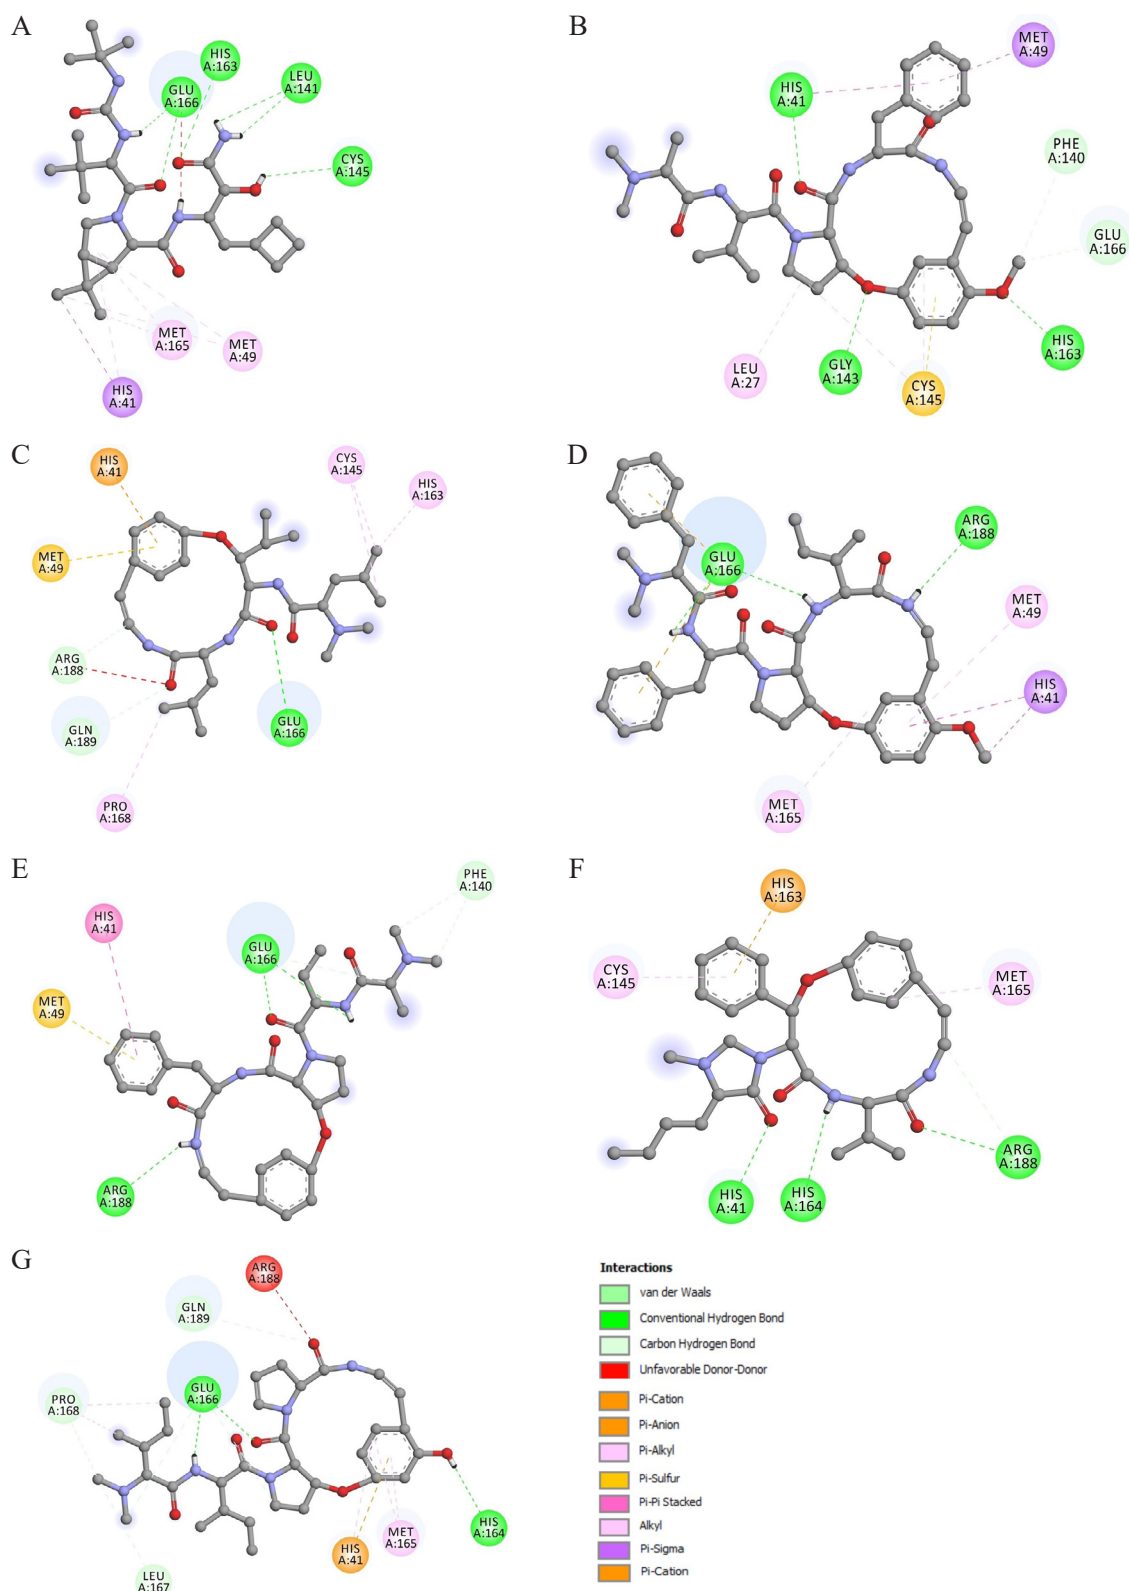 A
HIS
A:163
GLU
A:166
LEU
A:141
CYS
A:145
MET
A:165
MET
A:49
HIS
A:41
B
MET
A:49
HIS
A:41
PHE
A:140
GLU
A:166
HIS
A:163
LEU
A:27
GLY
A:143
CYS
A:145
C
HIS
A:41
CYS
A:145
HIS
A:163
MET
A:49
ARG
A:188
GLN
A:189
GLU
A:166
PRO
A:168
D
ARG
A:188
GLU
A:166
MET
A:49
HIS
A:41
MET
A:165
E
PHE
A:140
HIS
A:41
GLU
A:166
MET
A:49
ARG
A:188
F
HIS
A:163
CYS
A:145
MET
A:165
ARG
A:188
HIS
A:41
HIS
A:164
G
ARG
A:188
GLN
A:189
GLU
A:166
PRO
A:168
HIS
A:164
MET
A:165
HIS
A:41
LEU
A:167
Interactions
van der Waals
Conventional Hydrogen Bond
Carbon Hydrogen Bond
Unfavorable Donor-Donor
Pi-Cation
Pi-Anion
Pi-Alkyl
Pi-Sulfur
Pi-Pi Stacked
Alkyl
Pi-Sigma
Pi-Cation